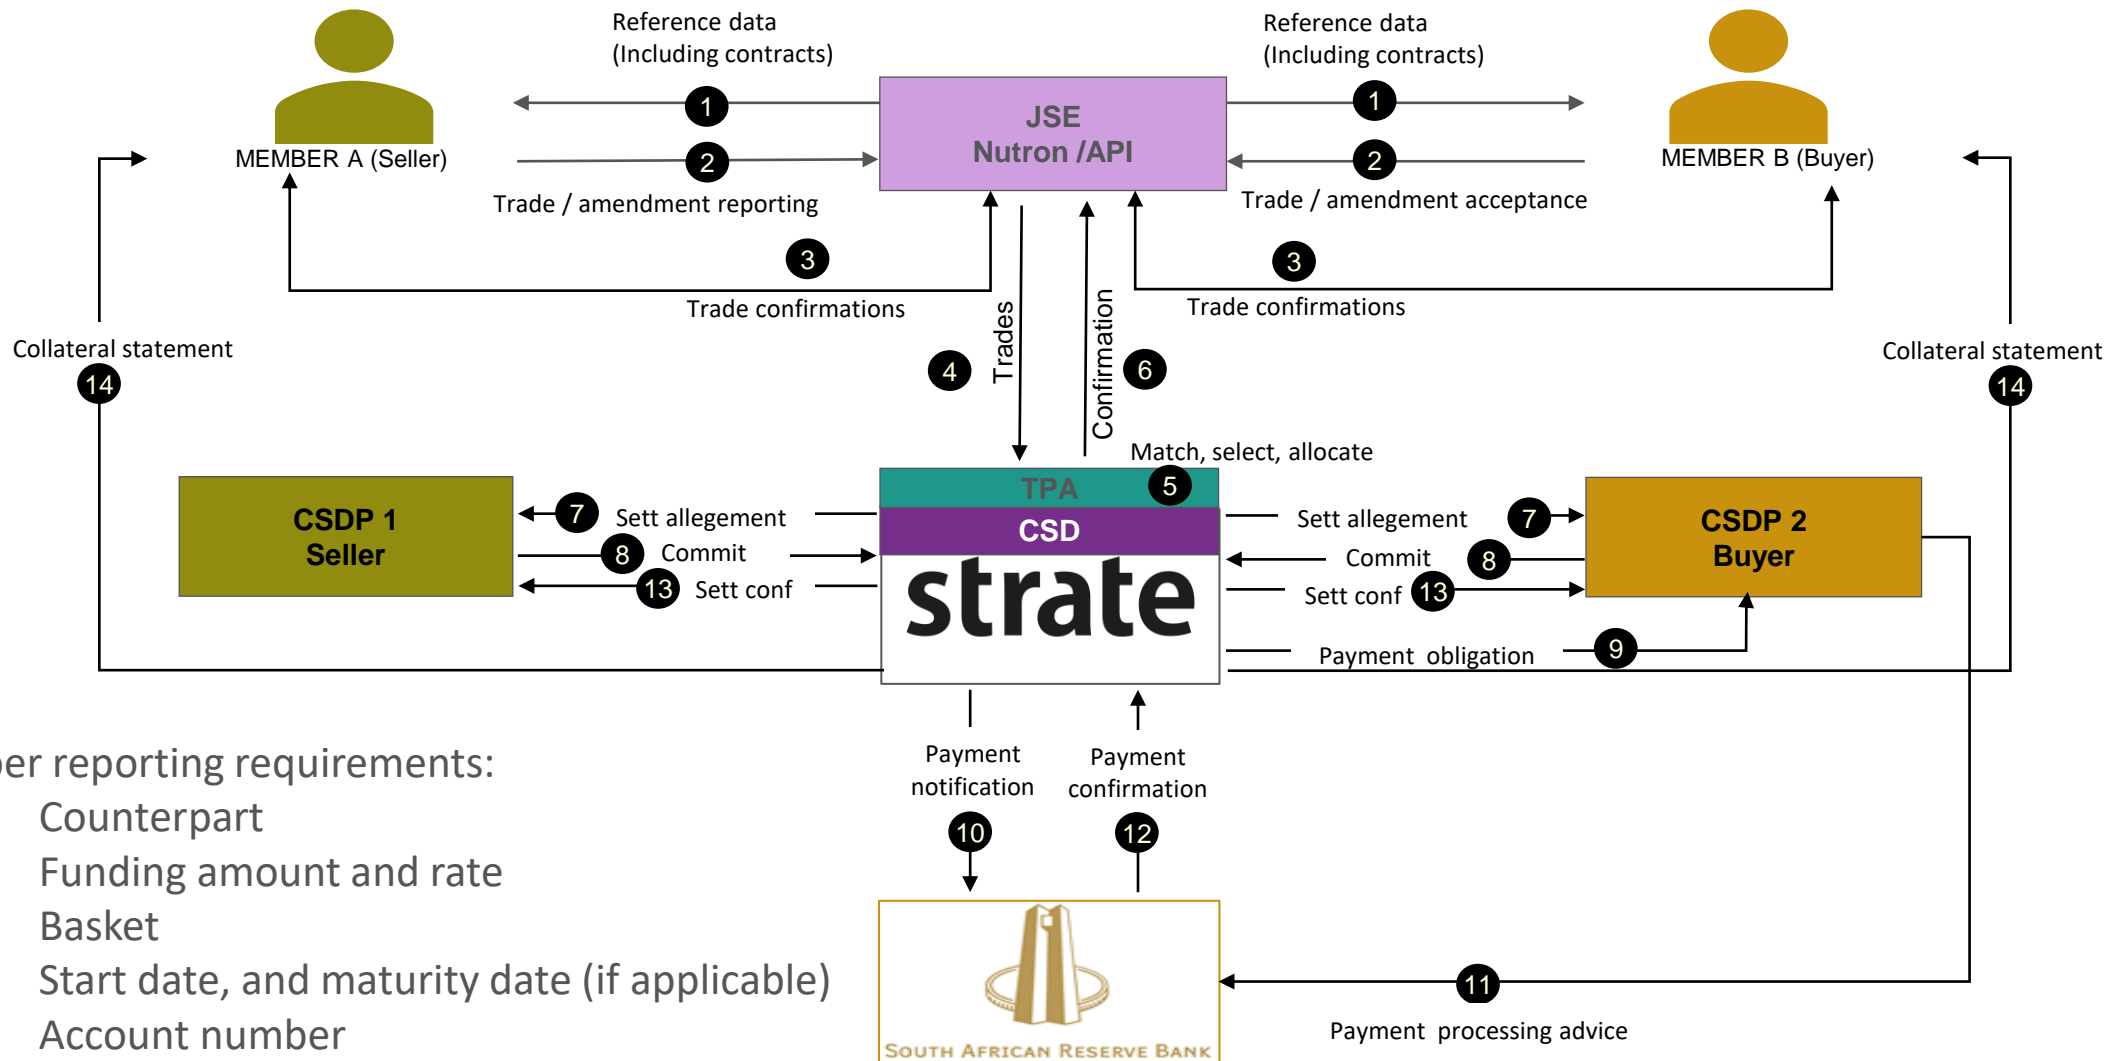 Reference data
(Including contracts)
Reference data
(Including contracts)
1
1
JSE
Nutron /API
MEMBER A (Seller)
2
2
MEMBER B (Buyer)
Trade / amendment reporting
Trade / amendment acceptance
3
3
Trade confirmations
Trade confirmations
Collateral statement
14
4
Trades
Confirmation
6
Collateral statement
14
Match, select, allocate
TPA
5
CSD
strate
CSDP 1
Seller
7
Sett allegement
8
Commit
13
Sett conf
Sett allegement
7
Commit
8
Sett conf
13
CSDP 2
Buyer
Payment obligation
9
Payment
notification
10
Payment
confirmation
12
reporting requirements:
Counterpart
Funding amount and rate
Basket
Start date, and maturity date (if applicable)
Account number
SOUTH AFRICAN RESERVE BANK
11
Payment processing advice